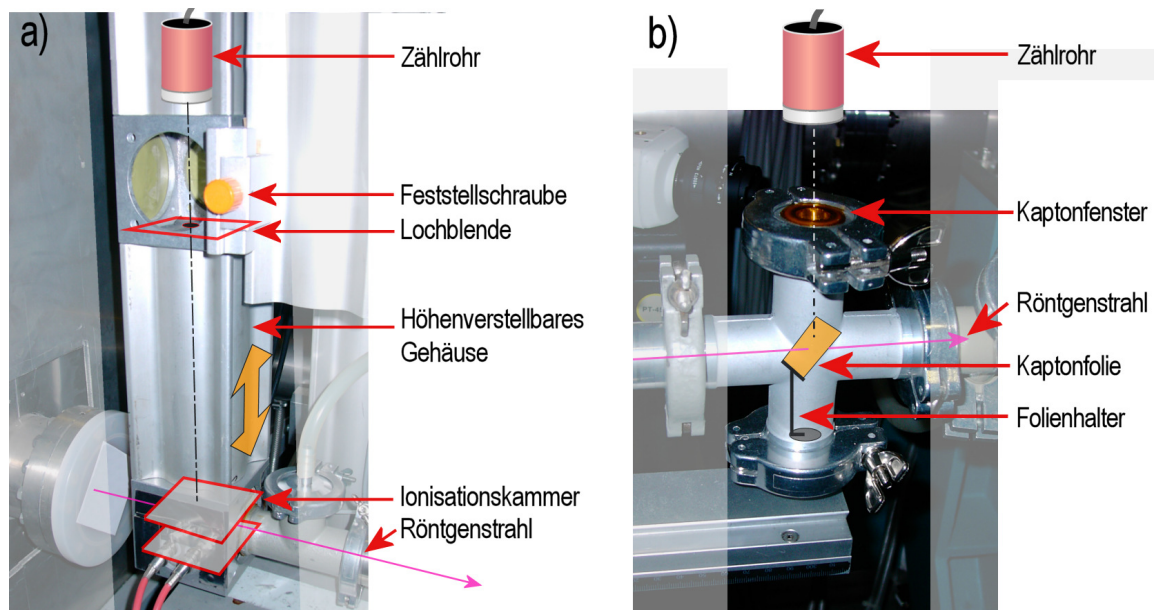 a)
Zählrohr
Feststellschraube
Lochblende
Höhenverstellbares
Gehäuse
Ionisationskammer
Röntgenstrahl
b)
Zählrohr
Kaptonfenster
Röntgenstrahl
Kaptonfolie
Folienhalter